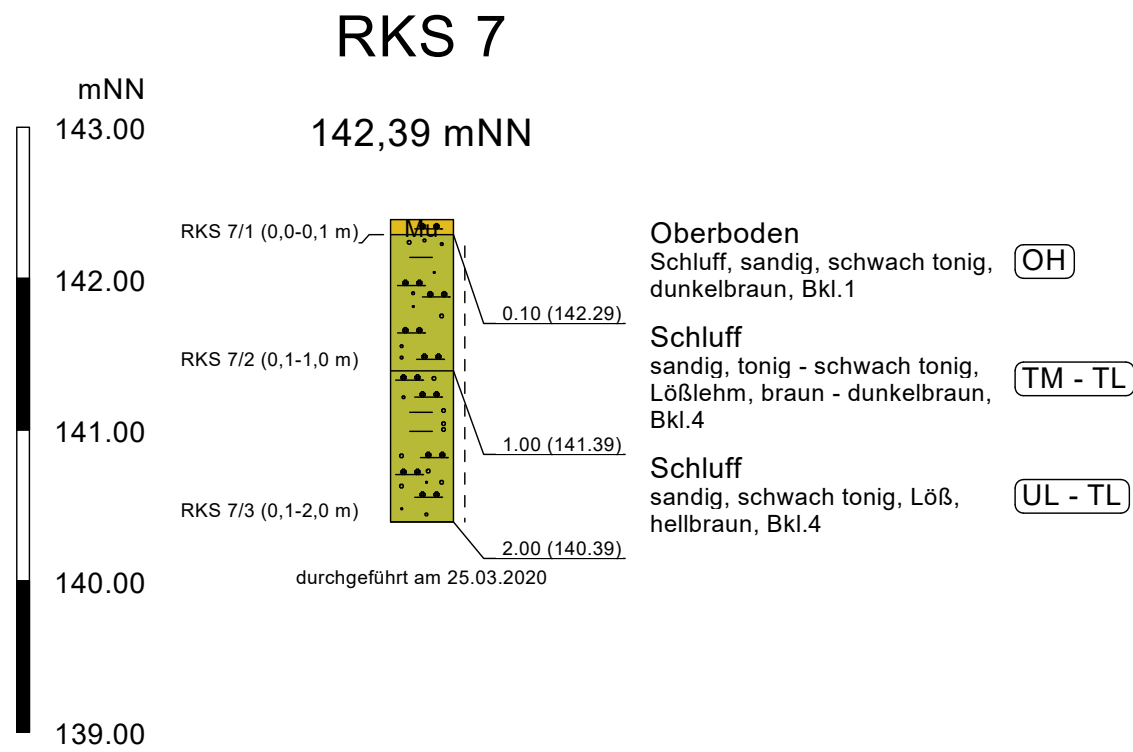 RKS 7
mNN
143.00
142,39 mNN
Mu
RKS 7/1 (0,0-0,1 m)
Oberboden
Schluff, sandig, schwach tonig,
dunkelbraun, Bkl.1
OH
142.00
0.10 (142.29)
RKS 7/2 (0,1-1,0 m)
Schluff
sandig, tonig - schwach tonig,
Lößlehm, braun - dunkelbraun,
Bkl.4
TM - TL
141.00
1.00 (141.39)
RKS 7/3 (0,1-2,0 m)
Schluff
sandig, schwach tonig, Löß,
hellbraun, Bkl.4
UL - TL
2.00 (140.39)
140.00
durchgeführt am 25.03.2020
139.00